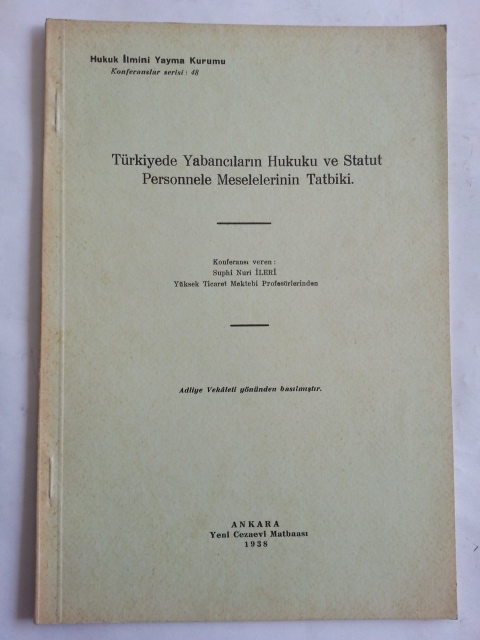 Hukuk İlmini Yayma Kurumu
Konferanslar serisi: 48
Türkiyede Yabancıların Hukuku ve Statut
Personnele Meselelerinin Tatbiki.
Konferansı veren:
Suphi Nuri İLERİ
Yüksek Ticaret Mektebi Profesörlerinden
Adliye Vekâleti yönünden basılmıştır.
ANKARA
Yeni Cezaevi Matbaası
1938